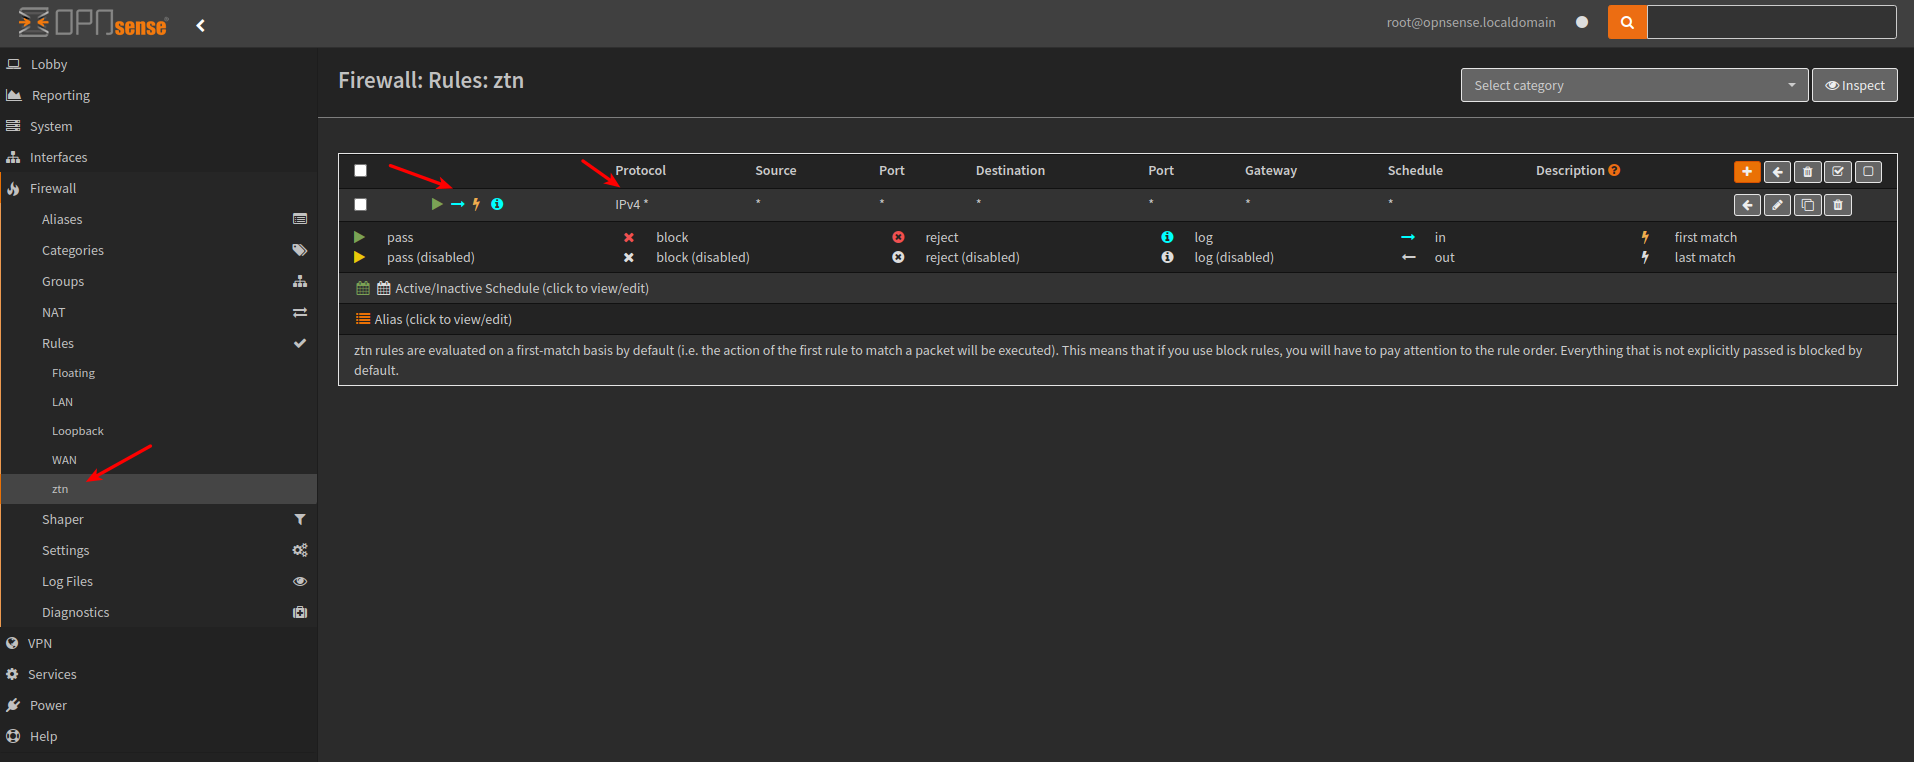 OPNsense
root@opnsense.localdomain
Lobby
Reporting
System
Interfaces
Firewall
Aliases
Categories
Groups
NAT
Rules
Floating
LAN
Loopback
WAN
ztn
Shaper
Settings
Log Files
Diagnostics
VPN
Services
Power
Help
Firewall: Rules: ztn
Select category
Inspect
Protocol Source Port Destination Port Gateway Schedule Description
IPv4 * * * * * * *
pass block reject log in first match
pass (disabled) block (disabled) reject (disabled) log (disabled) out last match
Active/Inactive Schedule (click to view/edit)
Alias (click to view/edit)
ztn rules are evaluated on a first-match basis by default (i.e. the action of the first rule to match a packet will be executed). This means that if you use block rules, you will have to pay attention to the rule order. Everything that is not explicitly passed is blocked by
default.